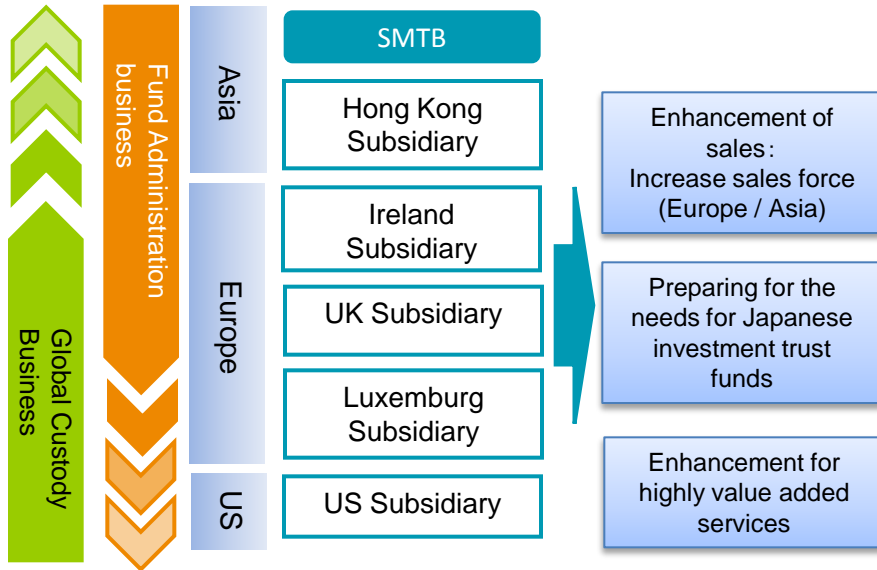 Global Custody
Business
Fund Administration
business
Asia
Europe
US
SMTB
Hong Kong
Subsidiary
Ireland
Subsidiary
UK Subsidiary
Luxemburg
Subsidiary
US Subsidiary
Enhancement of
sales：
Increase sales force
(Europe / Asia)
Preparing for the
needs for Japanese
investment trust
funds
Enhancement for
highly value added
services